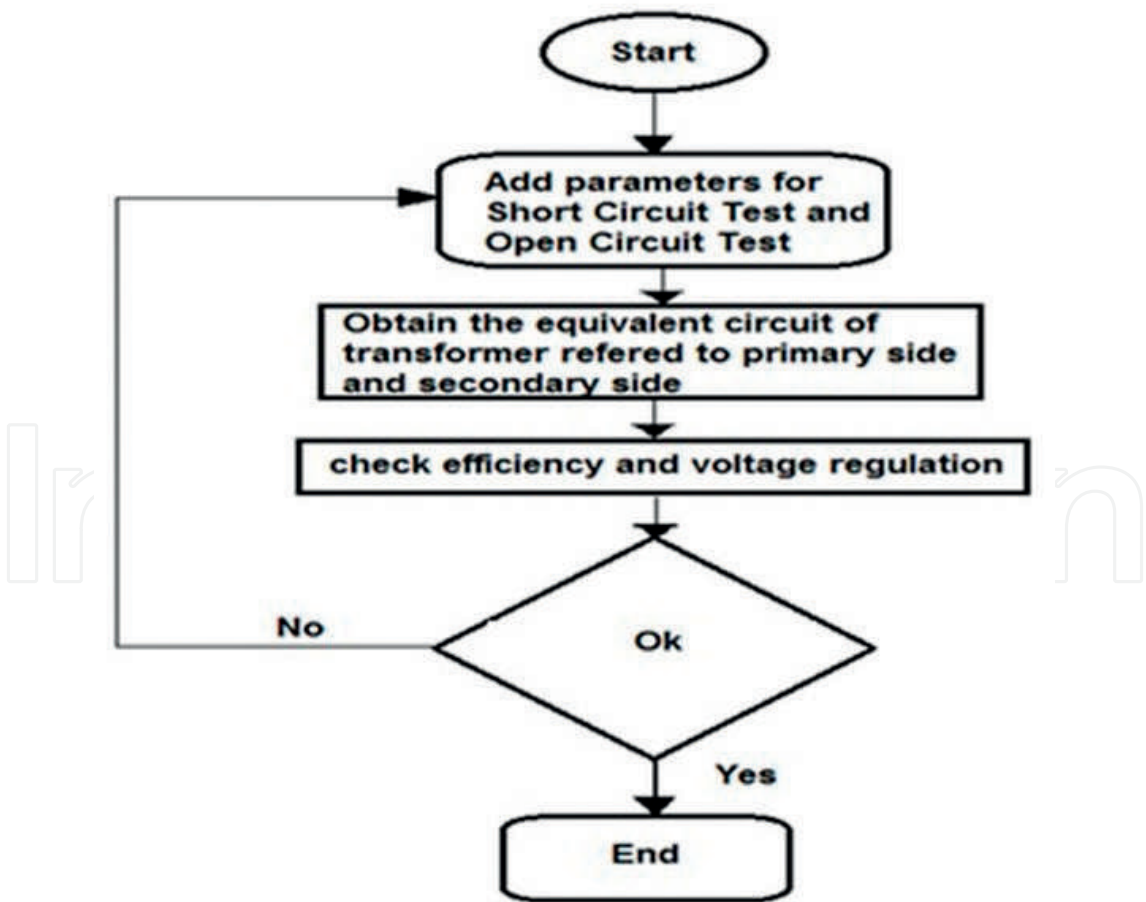 Start
Add parameters for
Short Circuit Test and
Open Circuit Test
Obtain the equivalent circuit of
transformer refered to primary side
and secondary side
check efficiency and voltage regulation
Ok
No
Yes
End